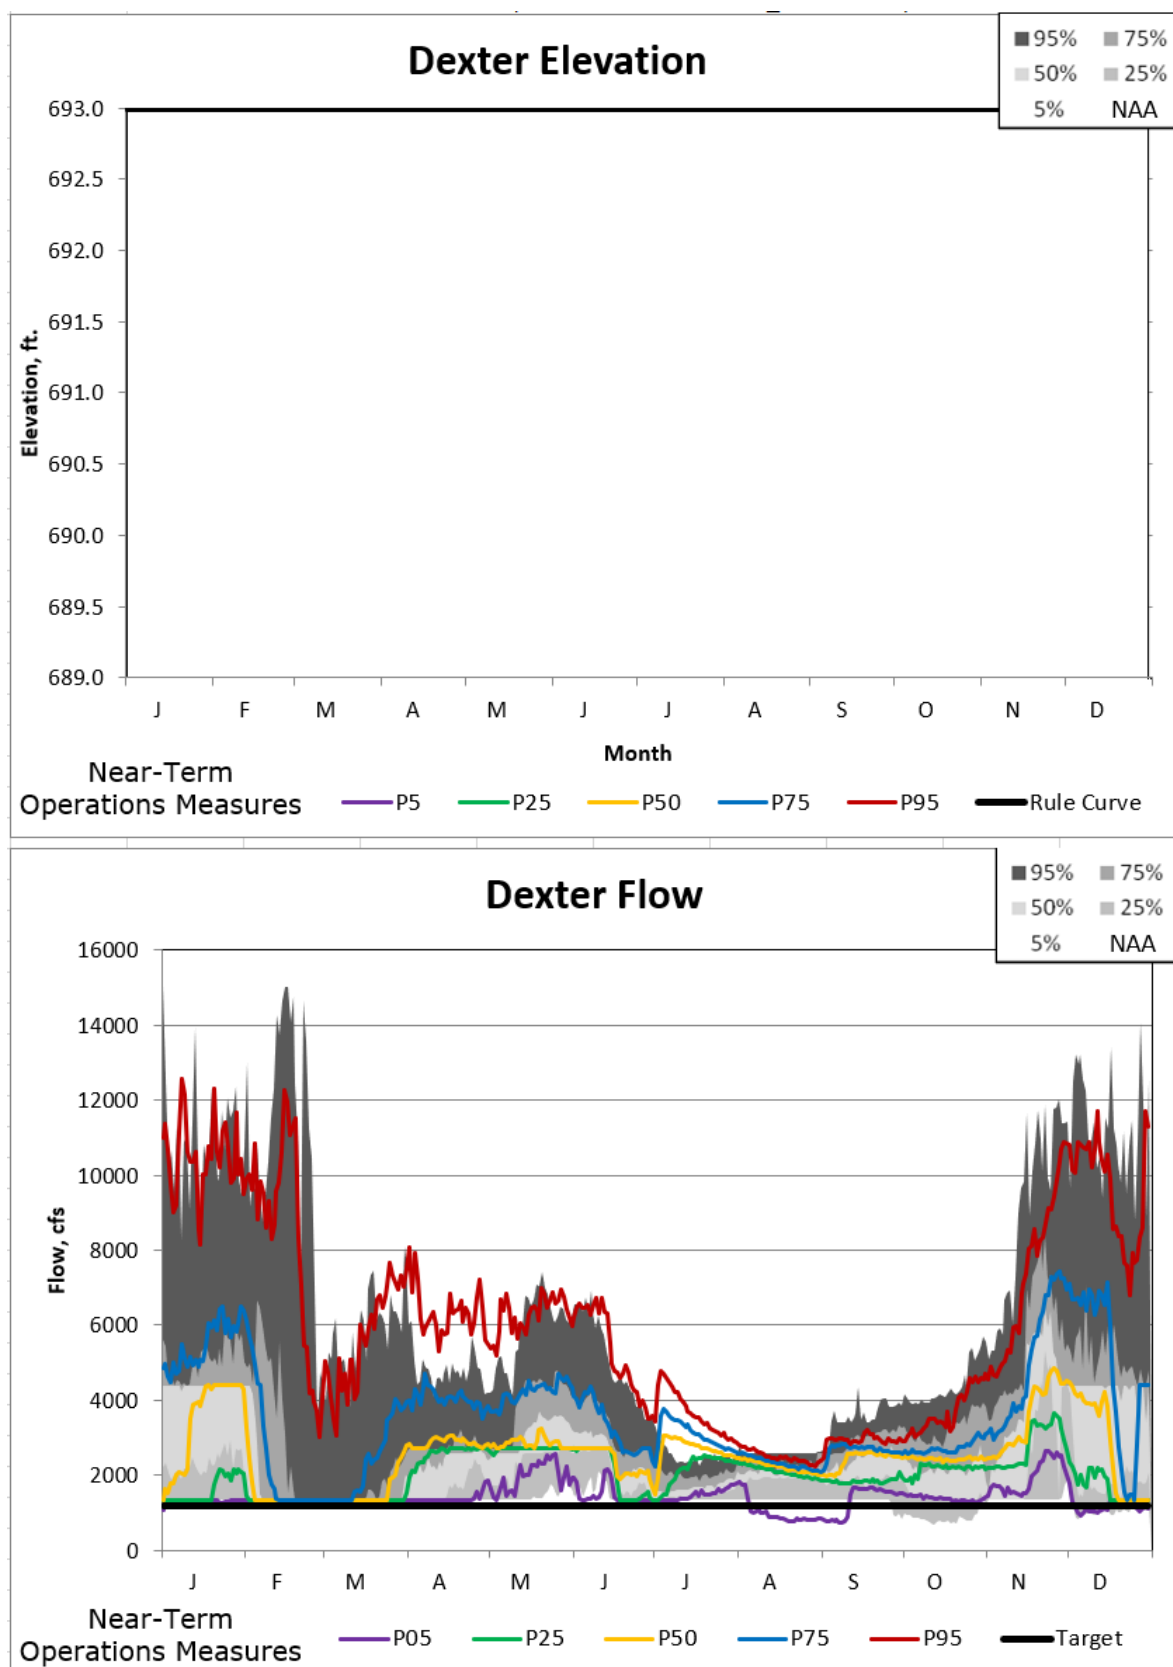 Dexter Elevation
95% 75%
50% 25%
5% NAA
693.0
692.5
692.0
691.5
691.0
690.5
690.0
689.5
689.0
Elevation, ft.
J F M A M J J A S O N D
Month
Near-Term
Operations Measures
P5 P25 P50 P75 P95 Rule Curve
Dexter Flow
95% 75%
50% 25%
5% NAA
16000
14000
12000
10000
8000
6000
4000
2000
0
Flow, cfs
J F M A M J J A S O N D
Near-Term
Operations Measures
P05 P25 P50 P75 P95 Target